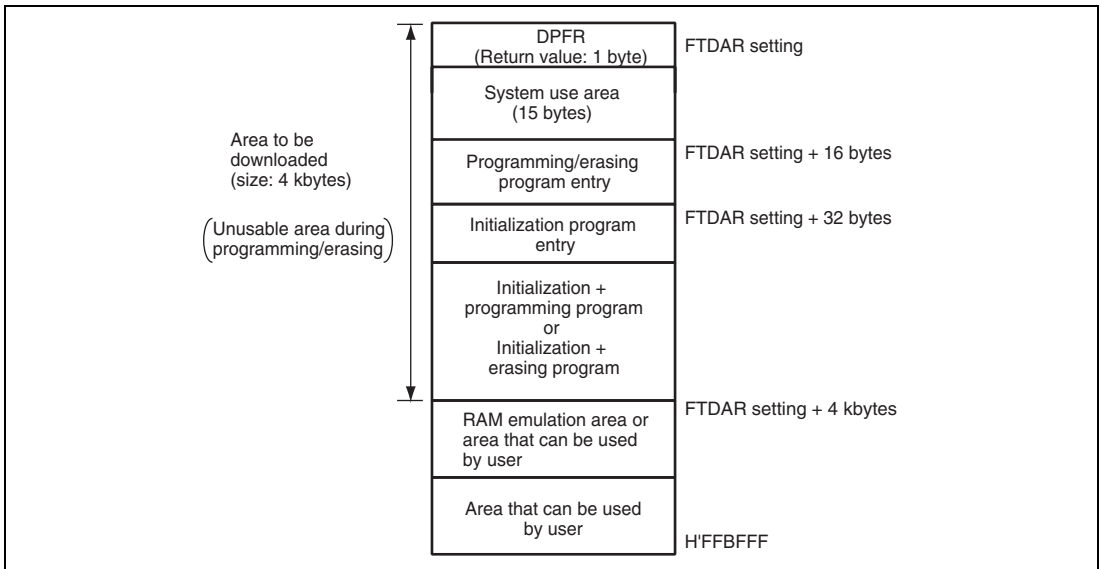 DPFR
(Return value: 1 byte)
FTDAR setting
System use area
(15 bytes)
Area to be
downloaded
(size: 4 kbytes)
(Unusable area during
programming/erasing)
Programming/erasing
program entry
FTDAR setting + 16 bytes
Initialization program
entry
FTDAR setting + 32 bytes
Initialization +
programming program
or
Initialization +
erasing program
RAM emulation area or
area that can be used
by user
FTDAR setting + 4 kbytes
Area that can be used
by user
H'FFBFFF